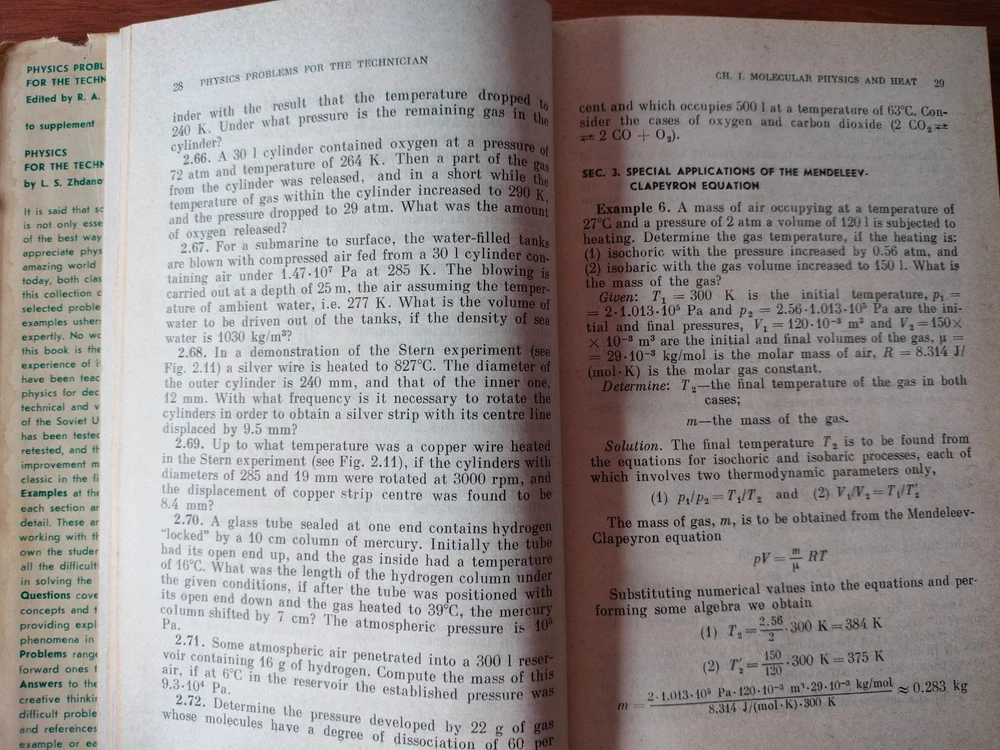 PHYSICS PROBL
FOR THE TECHN
Edited by R. A.
to supplement
PHYSICS
FOR THE TECHN
by L. S. Zhdano
It is said that so
is not only esse
of the best way
appreciate phys
amazing world
today, both clas
this collection c
selected proble
examples usher
expertly. No wo
this book is the
experience of i
have been teac
physics for dec
technical and v
of the Soviet U
has been tested
retested, and th
improvement m
classic in the fi
Examples at the
each section ar
detail. These ar
working with th
own the studen
all the difficulti
in solving the
Questions cove
concepts and t
providing expl
phenomena in
Problems range
forward ones t
Answers to the
creative thinkin
difficult proble
and references
example or ea
28 PHYSICS PROBLEMS FOR THE TECHNICIAN
inder with the result that the temperature dropped to
240 K. Under what pressure is the remaining gas in the
cylinder?
2.66. A 30 l cylinder contained oxygen at a pressure of
72 atm and temperature of 264 K. Then a part of the gas
from the cylinder was released, and in a short while the
temperature of gas within the cylinder increased to 290 K,
and the pressure dropped to 29 atm. What was the amount
of oxygen released?
2.67. For a submarine to surface, the water-filled tanks
are blown with compressed air fed from a 30 l cylinder con-
taining air under 1.47·10⁷ Pa at 285 K. The blowing is
carried out at a depth of 25 m, the air assuming the temper-
ature of ambient water, i.e. 277 K. What is the volume of
water to be driven out of the tanks, if the density of sea
water is 1030 kg/m³?
2.68. In a demonstration of the Stern experiment (see
Fig. 2.11) a silver wire is heated to 827°C. The diameter of
the outer cylinder is 240 mm, and that of the inner one,
12 mm. With what frequency is it necessary to rotate the
cylinders in order to obtain a silver strip with its centre line
displaced by 9.5 mm?
2.69. Up to what temperature was a copper wire heated
in the Stern experiment (see Fig. 2.11), if the cylinders with
diameters of 285 and 19 mm were rotated at 3000 rpm, and
the displacement of copper strip centre was found to be
8.4 mm?
2.70. A glass tube sealed at one end contains hydrogen
"locked" by a 10 cm column of mercury. Initially the tube
had its open end up, and the gas inside had a temperature
of 16°C. What was the length of the hydrogen column under
the given conditions, if after the tube was positioned with
its open end down and the gas heated to 39°C, the mercury
column shifted by 7 cm? The atmospheric pressure is 10⁵
Pa.
2.71. Some atmospheric air penetrated into a 300 l reser-
voir containing 16 g of hydrogen. Compute the mass of this
air, if at 6°C in the reservoir the established pressure was
9.3·10⁴ Pa.
2.72. Determine the pressure developed by 22 g of gas
whose molecules have a degree of dissociation of 60 per
CH. I. MOLECULAR PHYSICS AND HEAT 29
cent and which occupies 500 l at a temperature of 63°C. Con-
sider the cases of oxygen and carbon dioxide (2 CO₂ ⇌
⇌ 2 CO + O₂).
SEC. 3. SPECIAL APPLICATIONS OF THE MENDELEEV-
CLAPEYRON EQUATION
Example 6. A mass of air occupying at a temperature of
27°C and a pressure of 2 atm a volume of 120 l is subjected to
heating. Determine the gas temperature, if the heating is:
(1) isochoric with the pressure increased by 0.56 atm, and
(2) isobaric with the gas volume increased to 150 l. What is
the mass of the gas?
Given: T₁ = 300 K is the initial temperature, p₁ =
= 2·1.013·10⁵ Pa and p₂ = 2.56·1.013·10⁵ Pa are the ini-
tial and final pressures, V₁ = 120·10⁻³ m³ and V₂ = 150×
× 10⁻³ m³ are the initial and final volumes of the gas, μ =
= 29·10⁻³ kg/mol is the molar mass of air, R = 8.314 J/
(mol·K) is the molar gas constant.
Determine: T₂—the final temperature of the gas in both
cases;
m—the mass of the gas.
Solution. The final temperature T₂ is to be found from
the equations for isochoric and isobaric processes, each of
which involves two thermodynamic parameters only,
(1) p₁/p₂ = T₁/T₂ and (2) V₁/V₂ = T₁/T₂′
The mass of gas, m, is to be obtained from the Mendeleev-
Clapeyron equation
pV = m/μ RT
Substituting numerical values into the equations and per-
forming some algebra we obtain
(1) T₂ = 2.56/2 · 300 K = 384 K
(2) T₂′ = 150/120 · 300 K = 375 K
m = 2·1.013·10⁵ Pa·120·10⁻³ m³·29·10⁻³ kg/mol / 8.314 J/(mol·K)·300 K ≈ 0.283 kg